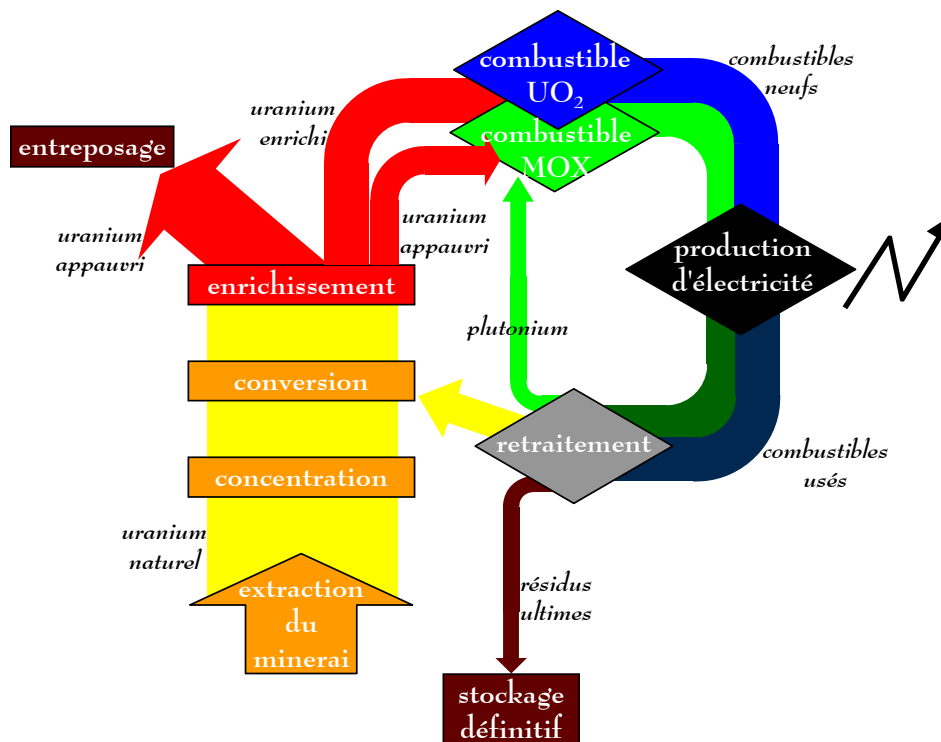 combustible
UO₂
combustibles
neufs
uranium
enrichi
combustible
MOX
entreposage
uranium
appauvri
uranium
appauvri
production
d'électricité
enrichissement
plutonium
conversion
retraitement
combustibles
usés
concentration
uranium
naturel
extraction
du
minerai
résidus
ultimes
stockage
définitif